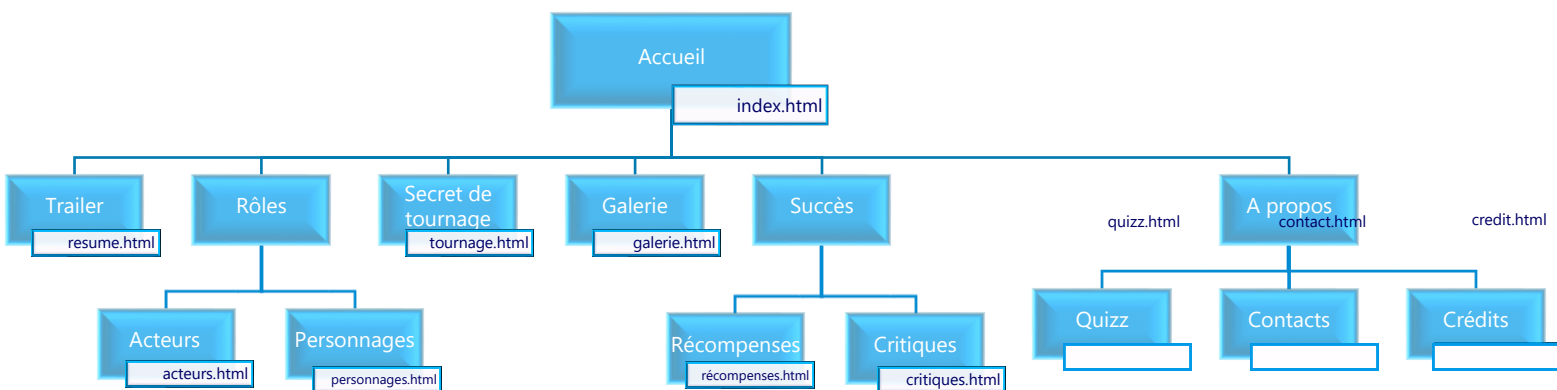 Accueil
index.html
Trailer
resume.html
Rôles
Secret de
tournage
tournage.html
Galerie
galerie.html
Succès
A propos
quizz.html
contact.html
credit.html
Acteurs
acteurs.html
Personnages
personnages.html
Récompenses
récompenses.html
Critiques
critiques.html
Quizz
Contacts
Crédits